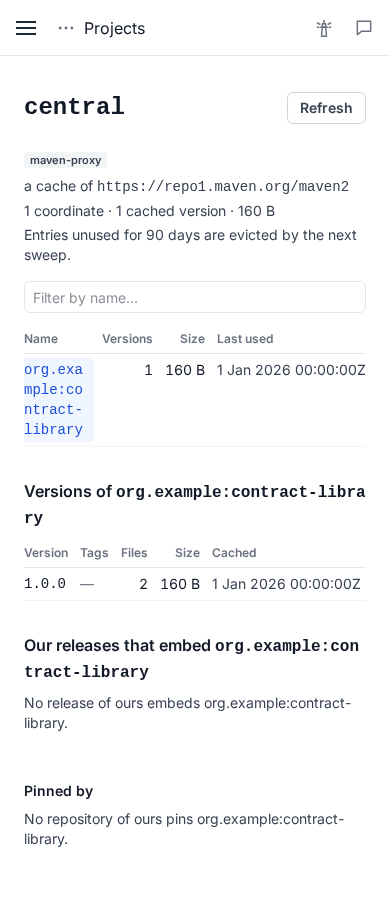 ··· Projects
central
Refresh
maven-proxy
a cache of https://repo1.maven.org/maven2
1 coordinate · 1 cached version · 160 B
Entries unused for 90 days are evicted by the next
sweep.
Filter by name...
Name Versions Size Last used
org.exa 1 160 B 1 Jan 2026 00:00:00Z
mple:co
ntract-
library
Versions of org.example:contract-libra
ry
Version Tags Files Size Cached
1.0.0 — 2 160 B 1 Jan 2026 00:00:00Z
Our releases that embed org.example:con
tract-library
No release of ours embeds org.example:contract-
library.
Pinned by
No repository of ours pins org.example:contract-
library.